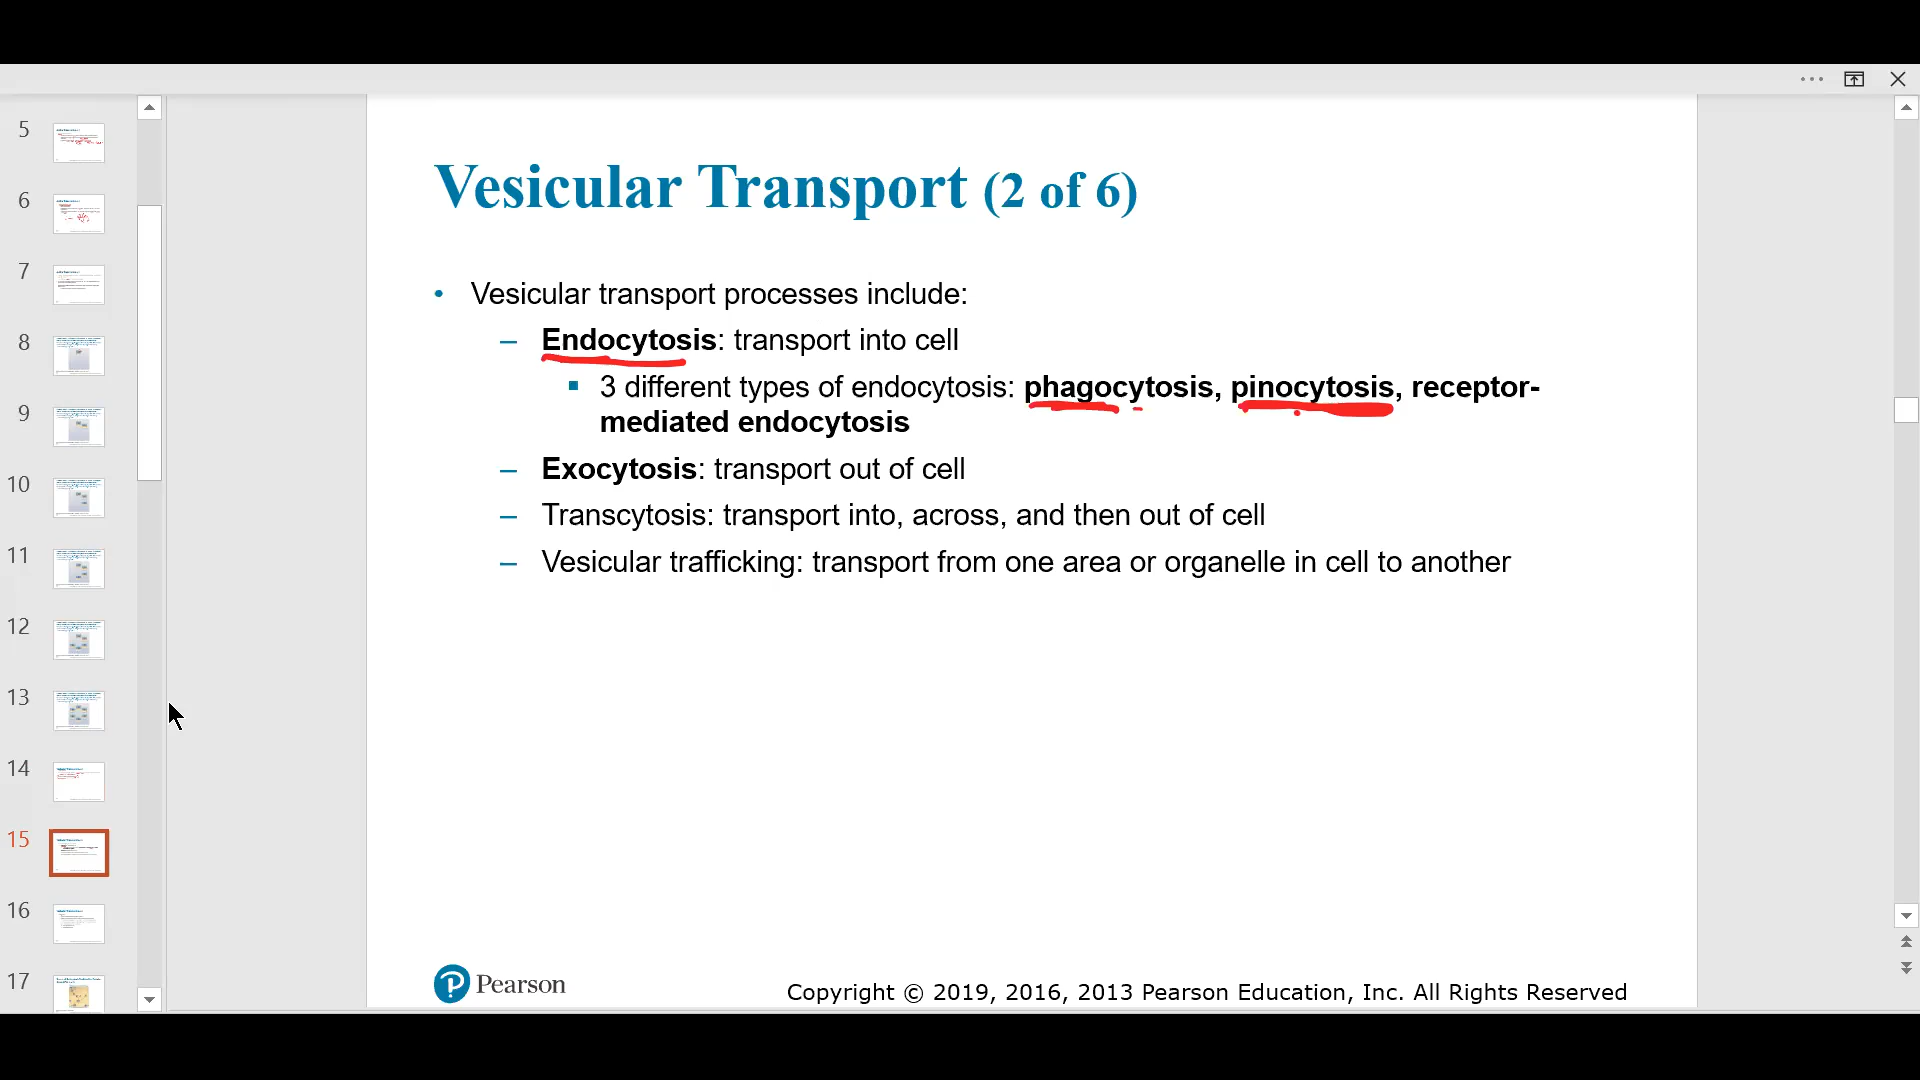 Vesicular Transport (2 of 6)
• Vesicular transport processes include:
– Endocytosis: transport into cell
▪ 3 different types of endocytosis: phagocytosis, pinocytosis, receptor-
mediated endocytosis
– Exocytosis: transport out of cell
– Transcytosis: transport into, across, and then out of cell
– Vesicular trafficking: transport from one area or organelle in cell to another
Pearson
Copyright © 2019, 2016, 2013 Pearson Education, Inc. All Rights Reserved
5
6
7
8
9
10
11
12
13
14
15
16
17